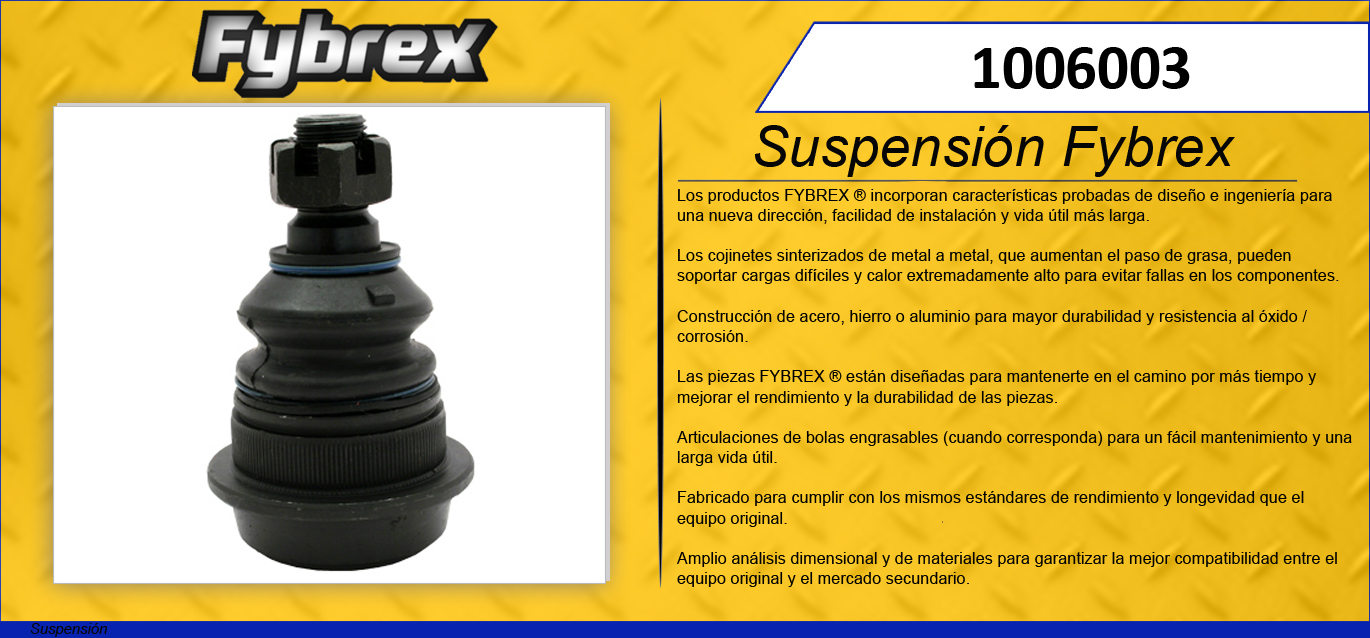 Fybrex
1006003
Suspensión Fybrex
Los productos FYBREX ® incorporan características probadas de diseño e ingeniería para
una nueva dirección, facilidad de instalación y vida útil más larga.
Los cojinetes sinterizados de metal a metal, que aumentan el paso de grasa, pueden
soportar cargas difíciles y calor extremadamente alto para evitar fallas en los componentes.
Construcción de acero, hierro o aluminio para mayor durabilidad y resistencia al óxido /
corrosión.
Las piezas FYBREX ® están diseñadas para mantenerte en el camino por más tiempo y
mejorar el rendimiento y la durabilidad de las piezas.
Articulaciones de bolas engrasables (cuando corresponda) para un fácil mantenimiento y una
larga vida útil.
Fabricado para cumplir con los mismos estándares de rendimiento y longevidad que el
equipo original.
Amplio análisis dimensional y de materiales para garantizar la mejor compatibilidad entre el
equipo original y el mercado secundario.
Suspensión